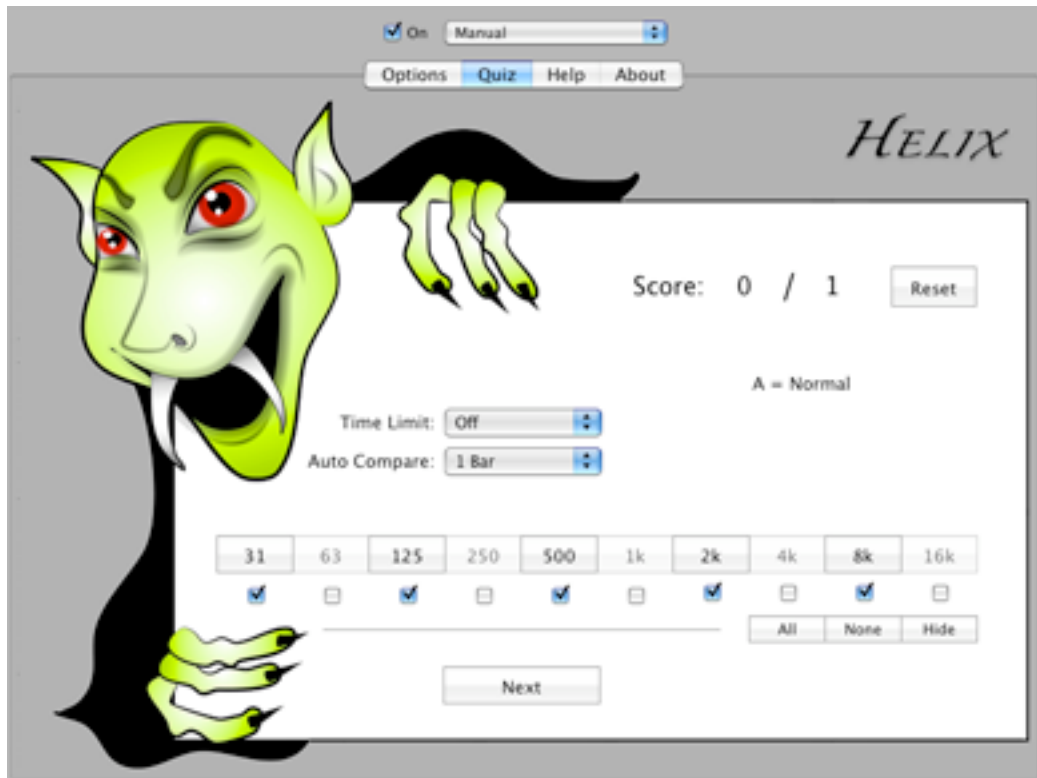 On Manual
Options Quiz Help About
HELIX
Score: 0 / 1 Reset
A = Normal
Time Limit: Off
Auto Compare: 1 Bar
31 63 125 250 500 1k 2k 4k 8k 16k
All None Hide
Next